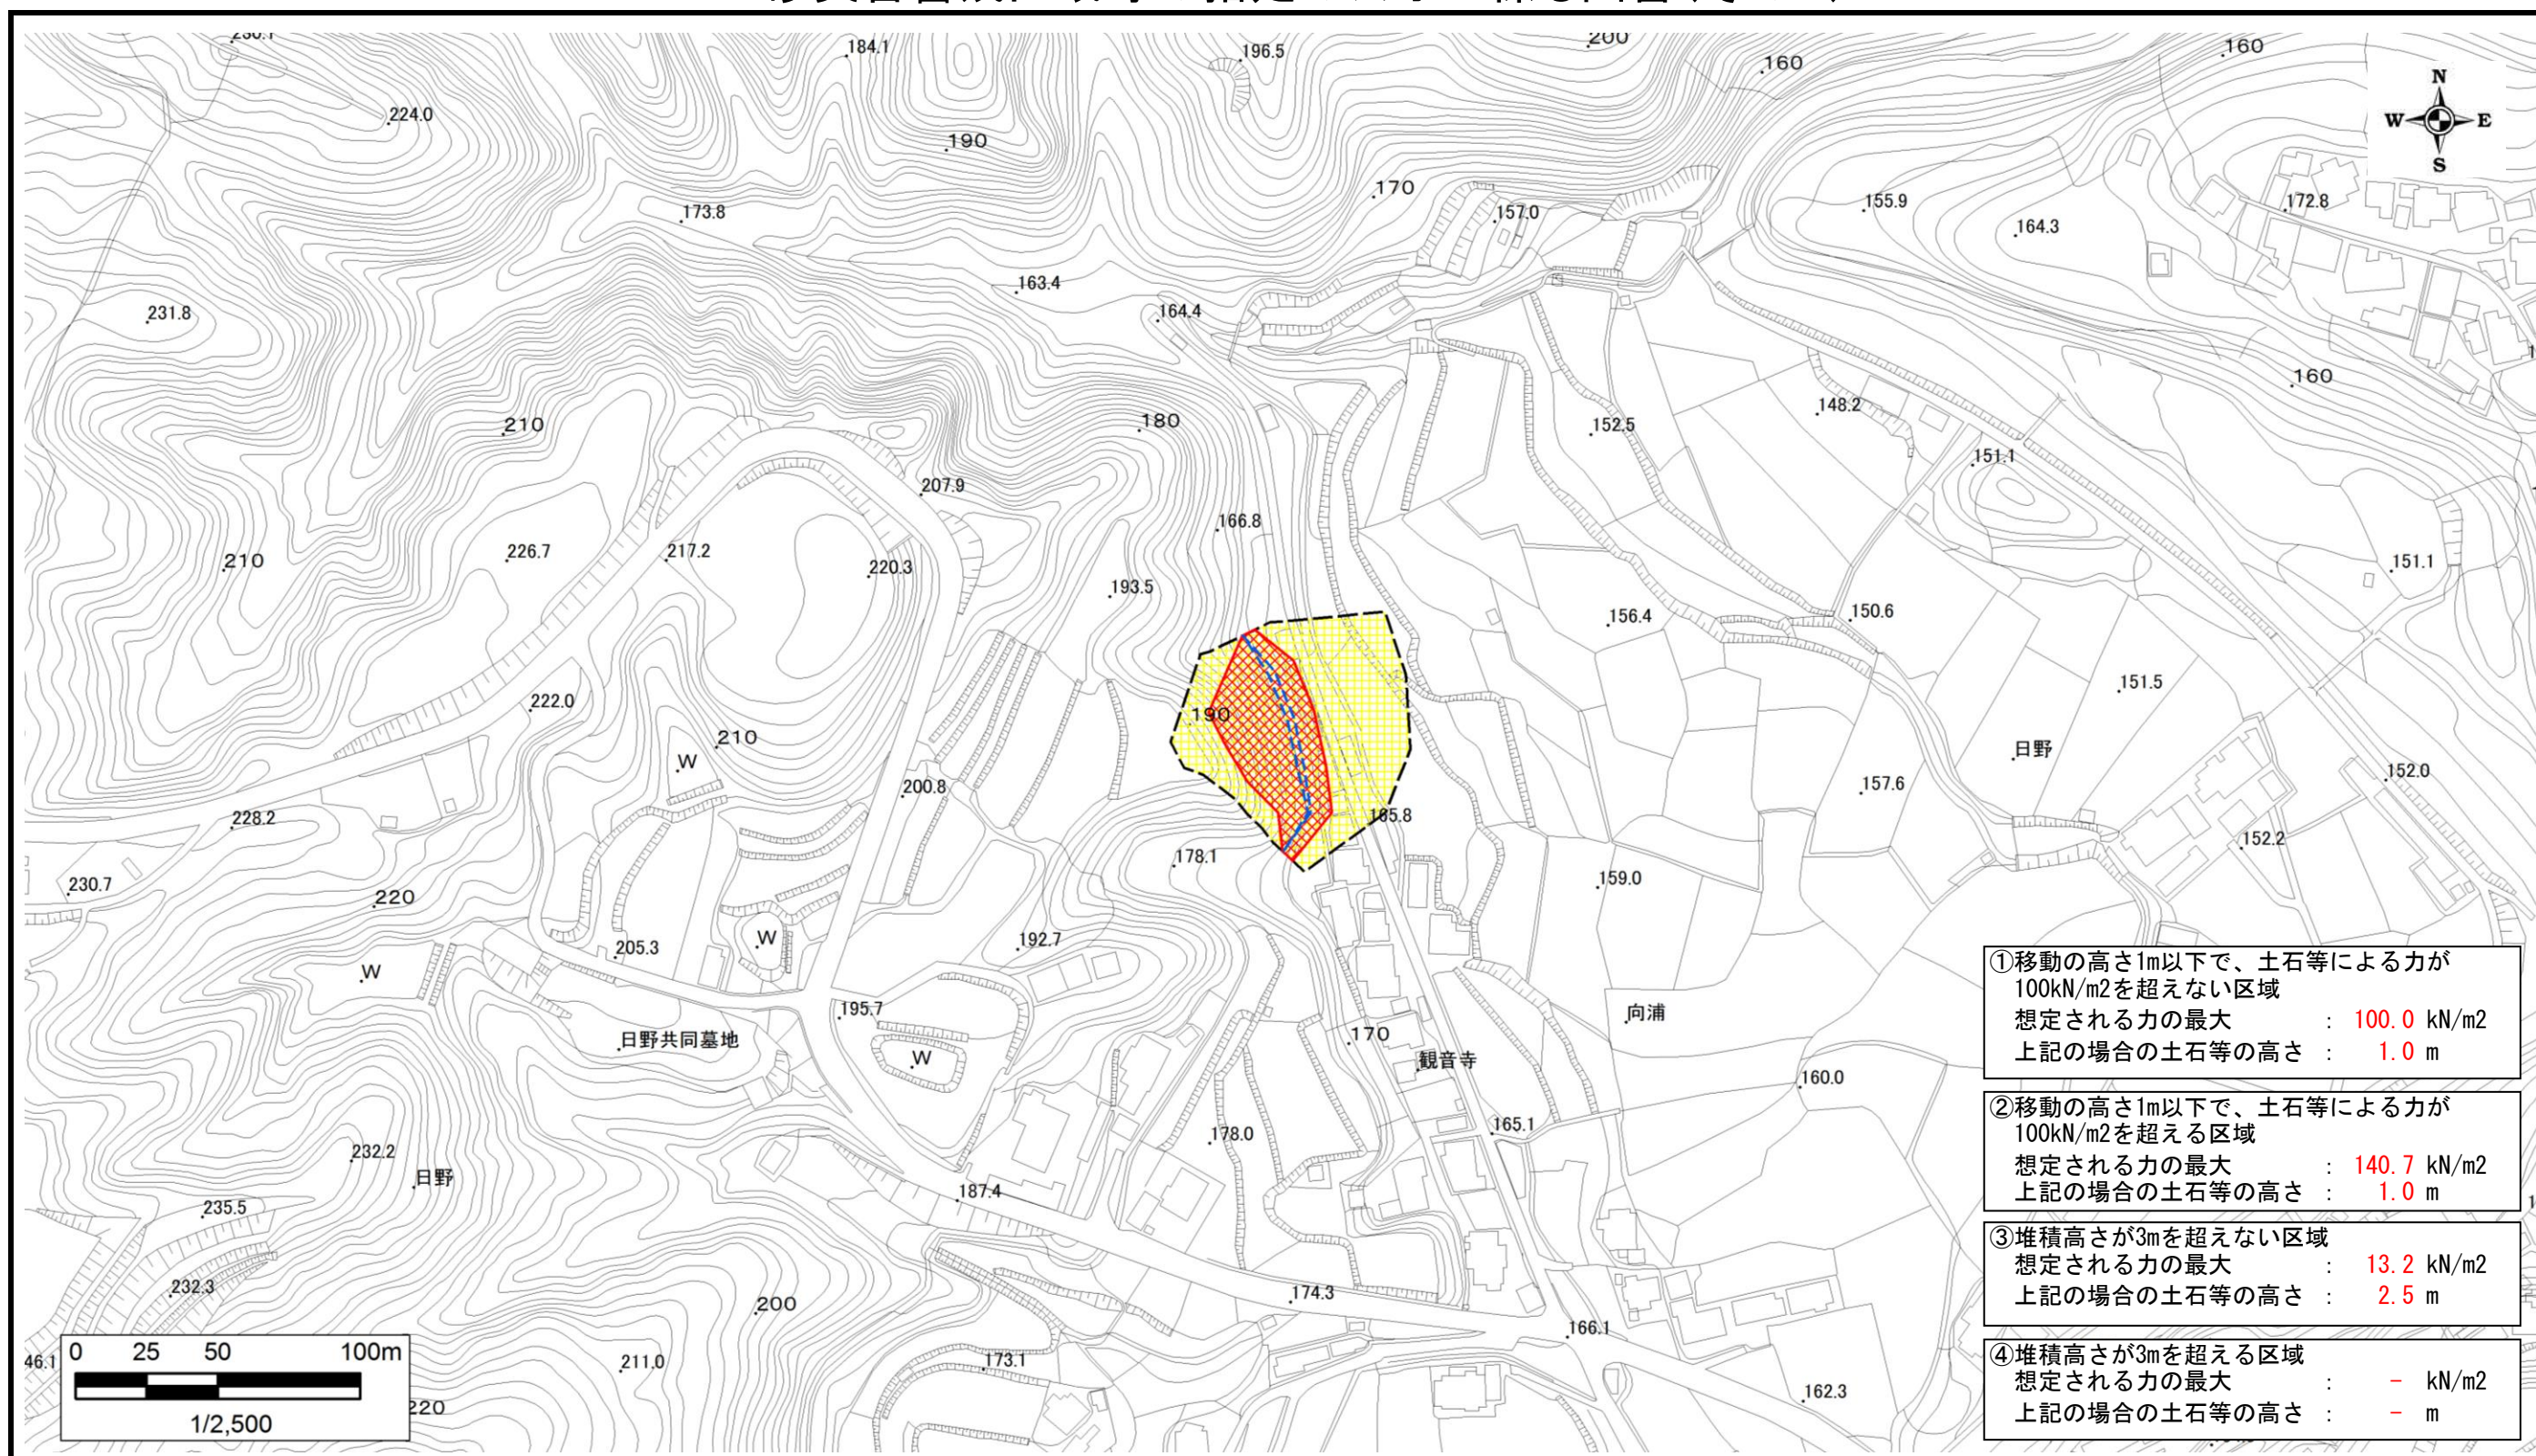 184.1
196.5
200
160
160
N
W E
S
224.0
190
170
157.0
155.9
164.3
172.8
173.8
163.4
164.4
231.8
160
148.2
152.5
151.1
180
210
207.9
166.8
226.7
217.2
220.3
210
193.5
151.1
156.4
150.6
222.0
190
151.5
210
W
日野
152.0
200.8
157.6
165.8
228.2
152.2
178.1
230.7
159.0
220
W
205.3
192.7
W
195.7
向浦
日野共同墓地
W
170
観音寺
160.0
165.1
178.0
232.2
日野
187.4
235.5
232.3
174.3
200
166.1
211.0
173.1
162.3
46.1
220
①移動の高さ1m以下で、土石等による力が
100kN/m2を超えない区域
想定される力の最大 : 100.0 kN/m2
上記の場合の土石等の高さ : 1.0 m
②移動の高さ1m以下で、土石等による力が
100kN/m2を超える区域
想定される力の最大 : 140.7 kN/m2
上記の場合の土石等の高さ : 1.0 m
③堆積高さが3mを超えない区域
想定される力の最大 : 13.2 kN/m2
上記の場合の土石等の高さ : 2.5 m
④堆積高さが3mを超える区域
想定される力の最大 : - kN/m2
上記の場合の土石等の高さ : - m
0 25 50 100m
1/2,500